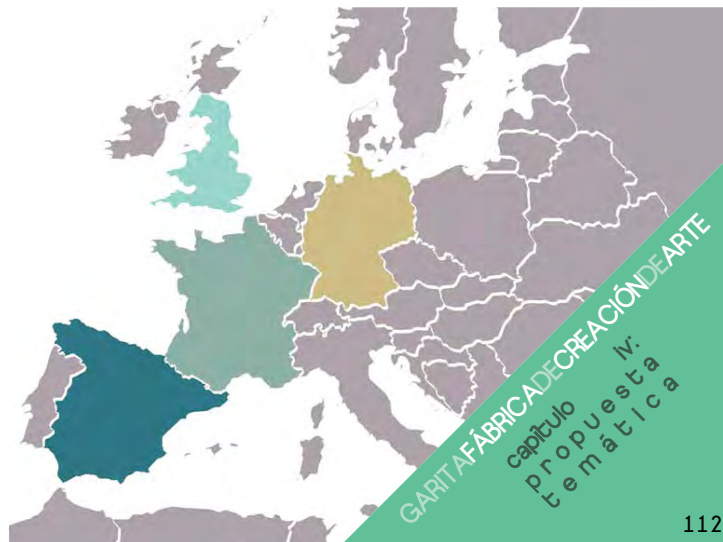 GARITAFÁBRICADECREACIÓNDEARTE
capítulo iv:
propuesta
temática
112